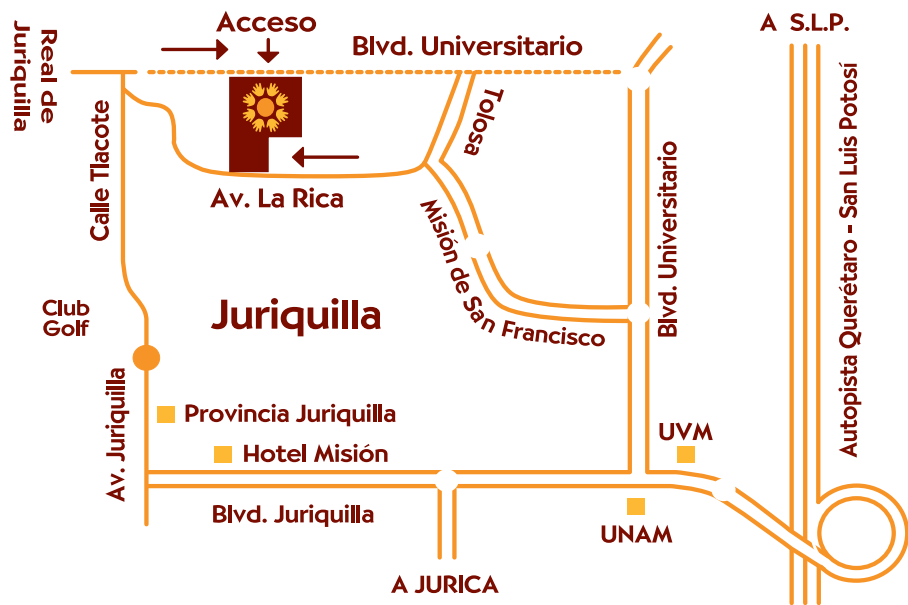 Acceso
A S.L.P.
Blvd. Universitario
Real de
Juriquilla
Tolosa
Calle Tlacote
Av. La Rica
Misión de San Francisco
Blvd. Universitario
Autopista Querétaro - San Luis Potosí
Club
Golf
Juriquilla
Av. Juriquilla
Provincia Juriquilla
Hotel Misión
UVM
Blvd. Juriquilla
UNAM
A JURICA